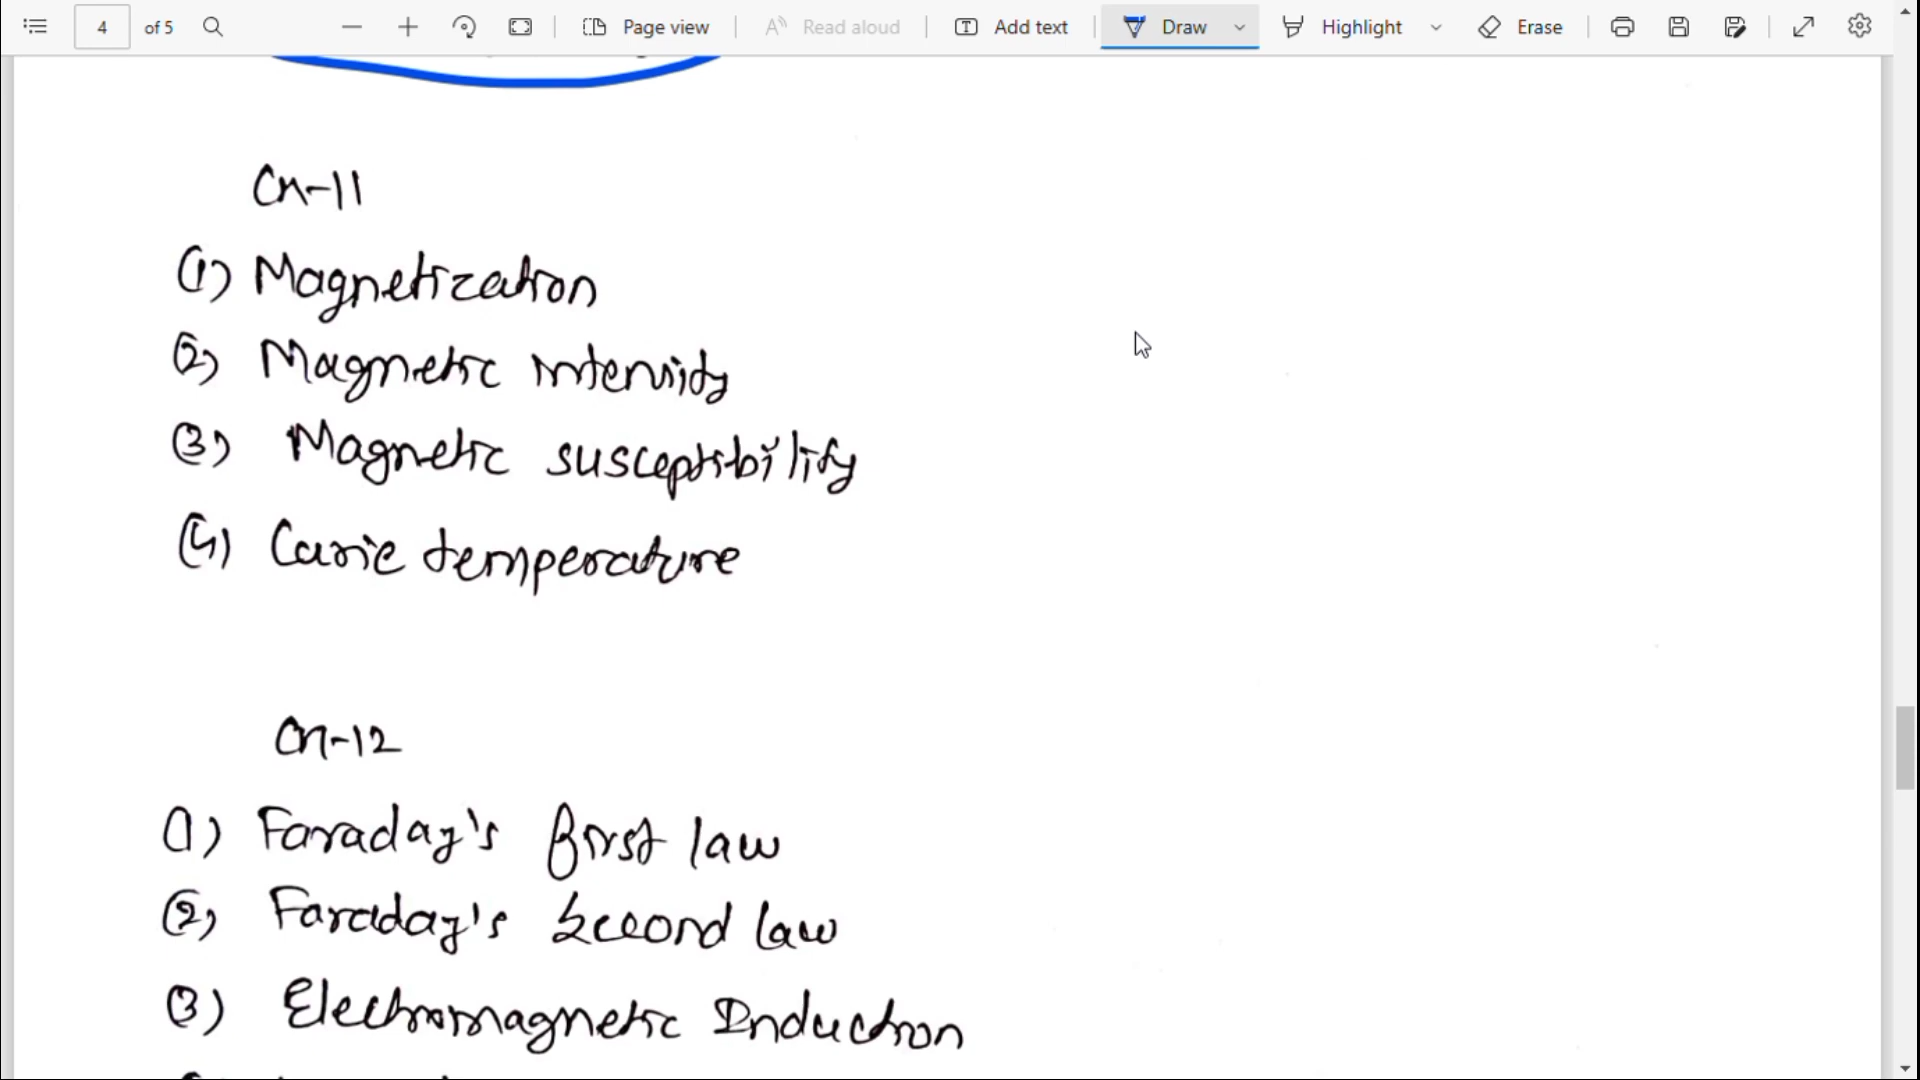 4 of 5 Page view Read aloud Add text Draw Highlight Erase
Ch-11
(1) Magnetization
(2) Magnetic intensity
(3) Magnetic susceptibility
(4) Curie temperature
Ch-12
(1) Faraday's first law
(2) Faraday's Second law
(3) Electromagnetic Induction